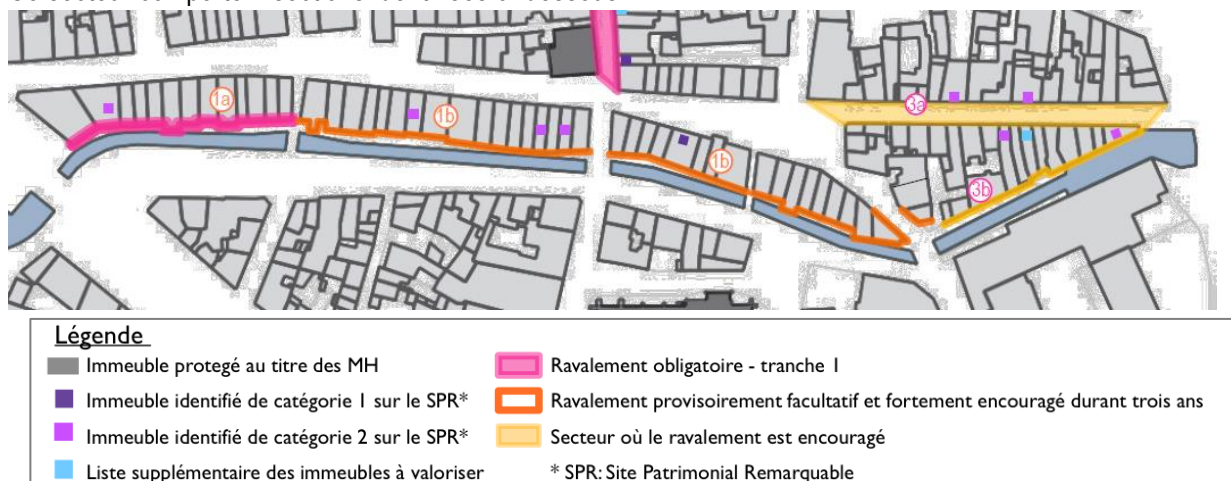 1a
1b
1b
3a
3b
Légende
Immeuble protegé au titre des MH
Ravalement obligatoire - tranche 1
Immeuble identifié de catégorie 1 sur le SPR*
Ravalement provisoirement facultatif et fortement encouragé durant trois ans
Immeuble identifié de catégorie 2 sur le SPR*
Secteur où le ravalement est encouragé
Liste supplémentaire des immeubles à valoriser
* SPR: Site Patrimonial Remarquable